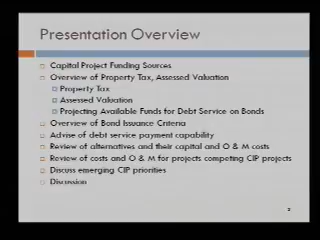 Presentation Overview
Capital Project Funding Sources
Overview of Property Tax, Assessed Valuation
Property Tax
Assessed Valuation
Projecting Available Funds for Debt Service on Bonds
Overview of Bond Issuance Criteria
Advise of debt service payment capability
Review of alternatives and their capital and O & M costs
Review of costs and O & M for projects competing CIP projects
Discuss emerging CIP priorities
Discussion